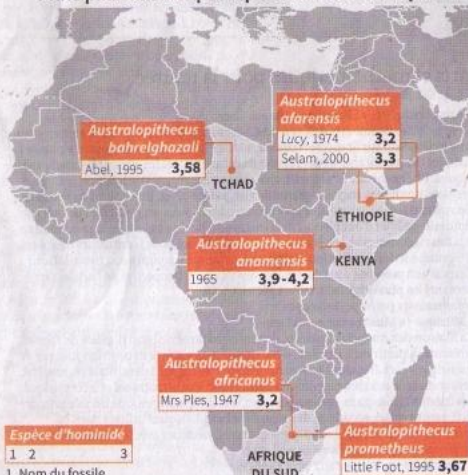 Australopithecus
afarensis
Lucy, 1974 3,2
Selam, 2000 3,3
Australopithecus
bahrelghazali
Abel, 1995 3,58
TCHAD
ÉTHIOPIE
Australopithecus
anamensis
1965 3,9-4,2
KENYA
Australopithecus
africanus
Mrs Ples, 1947 3,2
Espèce d'hominidé
1 2 3
1. Nom du fossile
AFRIQUE
DU SUD
Australopithecus
prometheus
Little Foot, 1995 3,67